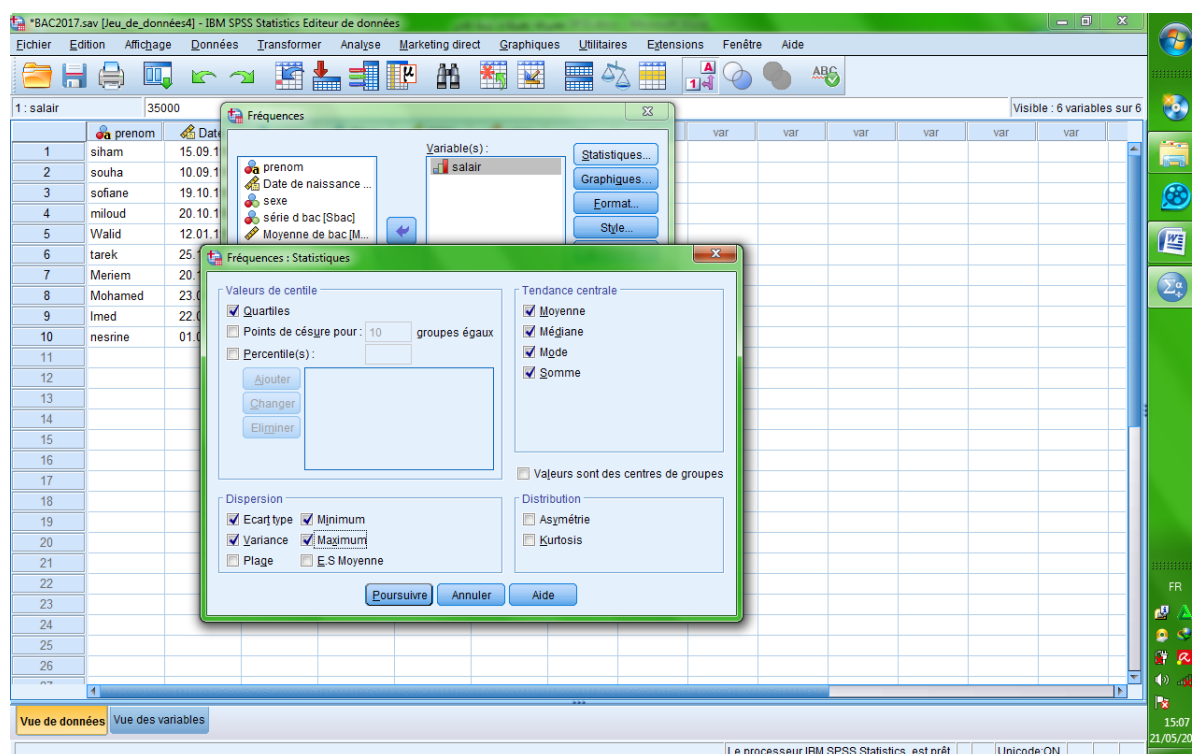 *BAC2017.sav [Jeu_de_données4] - IBM SPSS Statistics Editeur de données
Fichier Edition Affichage Données Transformer Analyse Marketing direct Graphiques Utilitaires Extensions Fenêtre Aide
1 : salair 35000 Visible : 6 variables sur 6
prenom Date var var var var var var
1 siham 15.09.1
2 souha 10.09.1
3 sofiane 19.10.1
4 miloud 20.10.1
5 Walid 12.01.1
6 tarek 25.
7 Meriem 20.
8 Mohamed 23.0
9 Imed 22.0
10 nesrine 01.0
11
12
13
14
15
16
17
18
19
20
21
22
23
24
25
26
27
Fréquences
Variable(s) :
prenom
Date de naissance ...
sexe
série d bac [Sbac]
Moyenne de bac [M...
salair
Statistiques...
Graphiques...
Format...
Style...
Fréquences : Statistiques
Valeurs de centile
Quartiles
Points de césure pour : 10 groupes égaux
Percentile(s) :
Ajouter
Changer
Eliminer
Tendance centrale
Moyenne
Médiane
Mode
Somme
Valeurs sont des centres de groupes
Dispersion
Ecart type Minimum
Variance Maximum
Plage E.S Moyenne
Distribution
Asymétrie
Kurtosis
Poursuivre Annuler Aide
Vue de données Vue des variables
Le processeur IBM SPSS Statistics est prêt Unicode:ON
FR
15:07
21/05/20